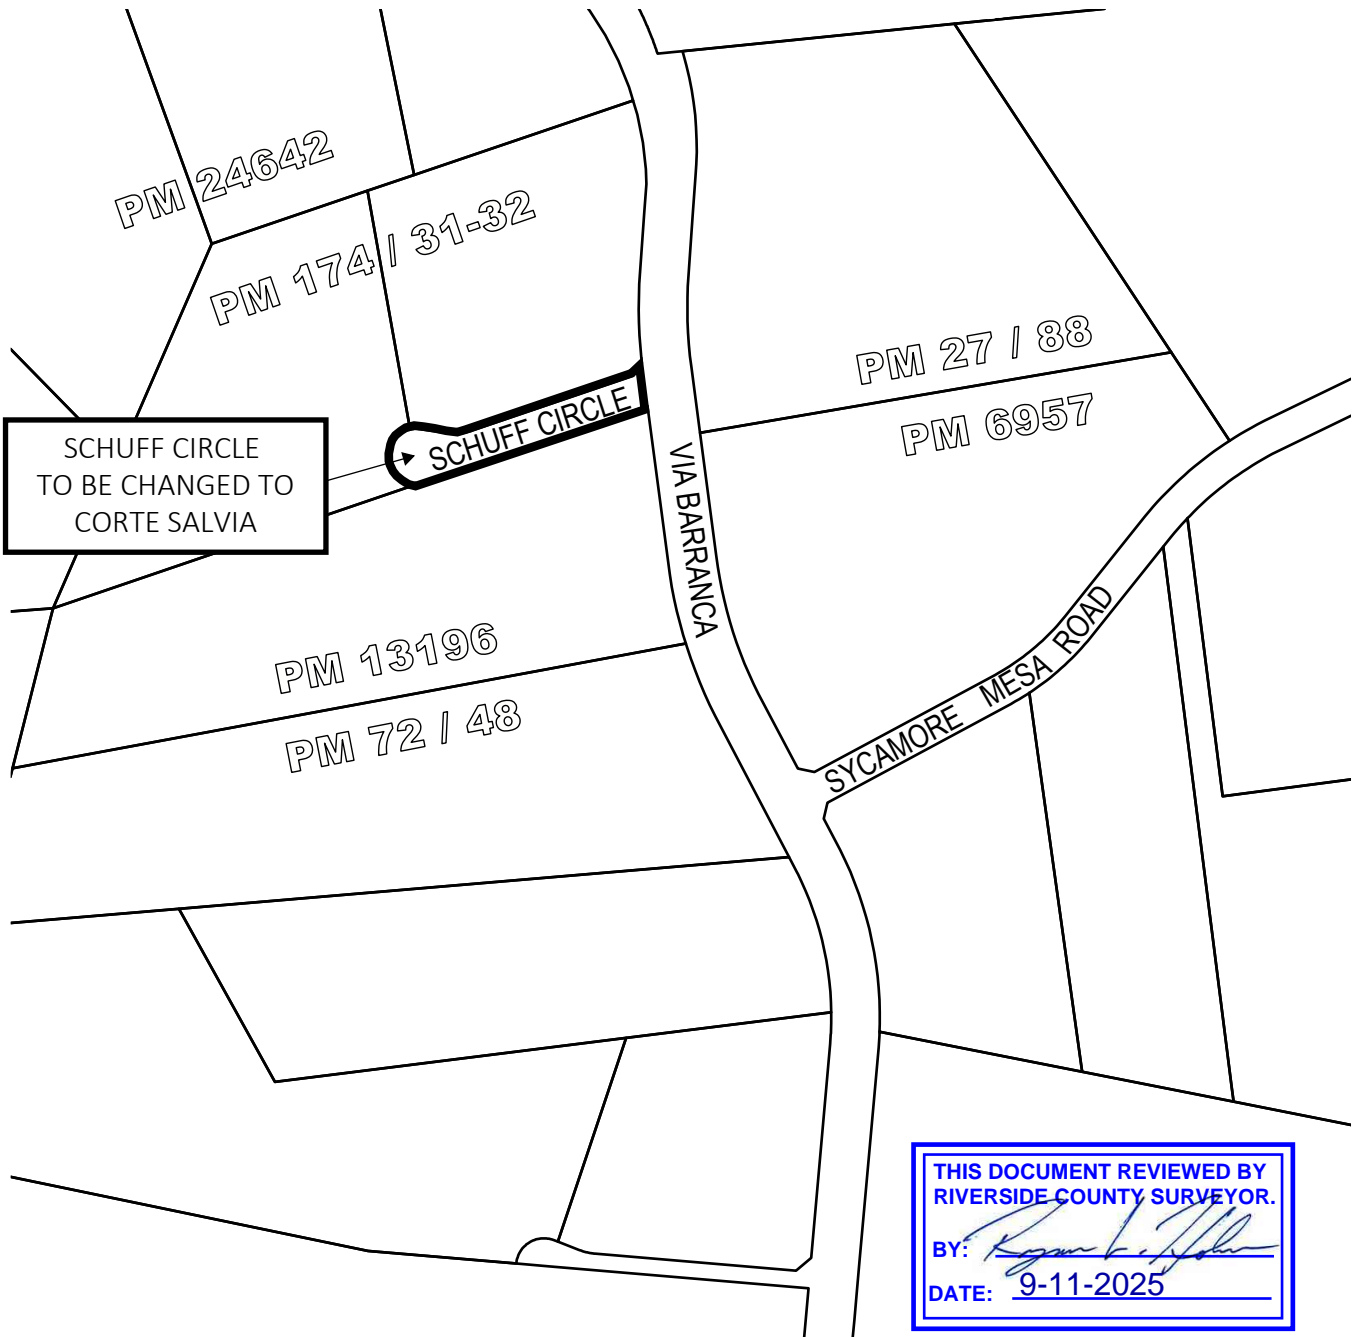 PM 24642
PM 174 / 31-32
PM 27 / 88
PM 6957
SCHUFF CIRCLE
SCHUFF CIRCLE
TO BE CHANGED TO
CORTE SALVIA
VIA BARRANCA
SYCAMORE MESA ROAD
PM 13196
PM 72 / 48
THIS DOCUMENT REVIEWED BY
RIVERSIDE COUNTY SURVEYOR.
BY:
DATE: 9-11-2025